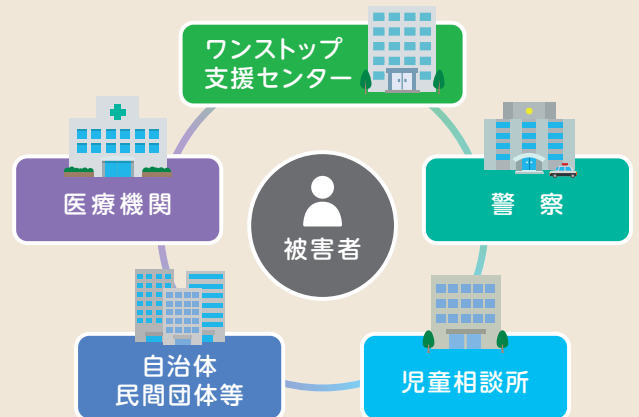 ワンストップ
支援センター
医療機関
警察
被害者
自治体
民間団体等
児童相談所